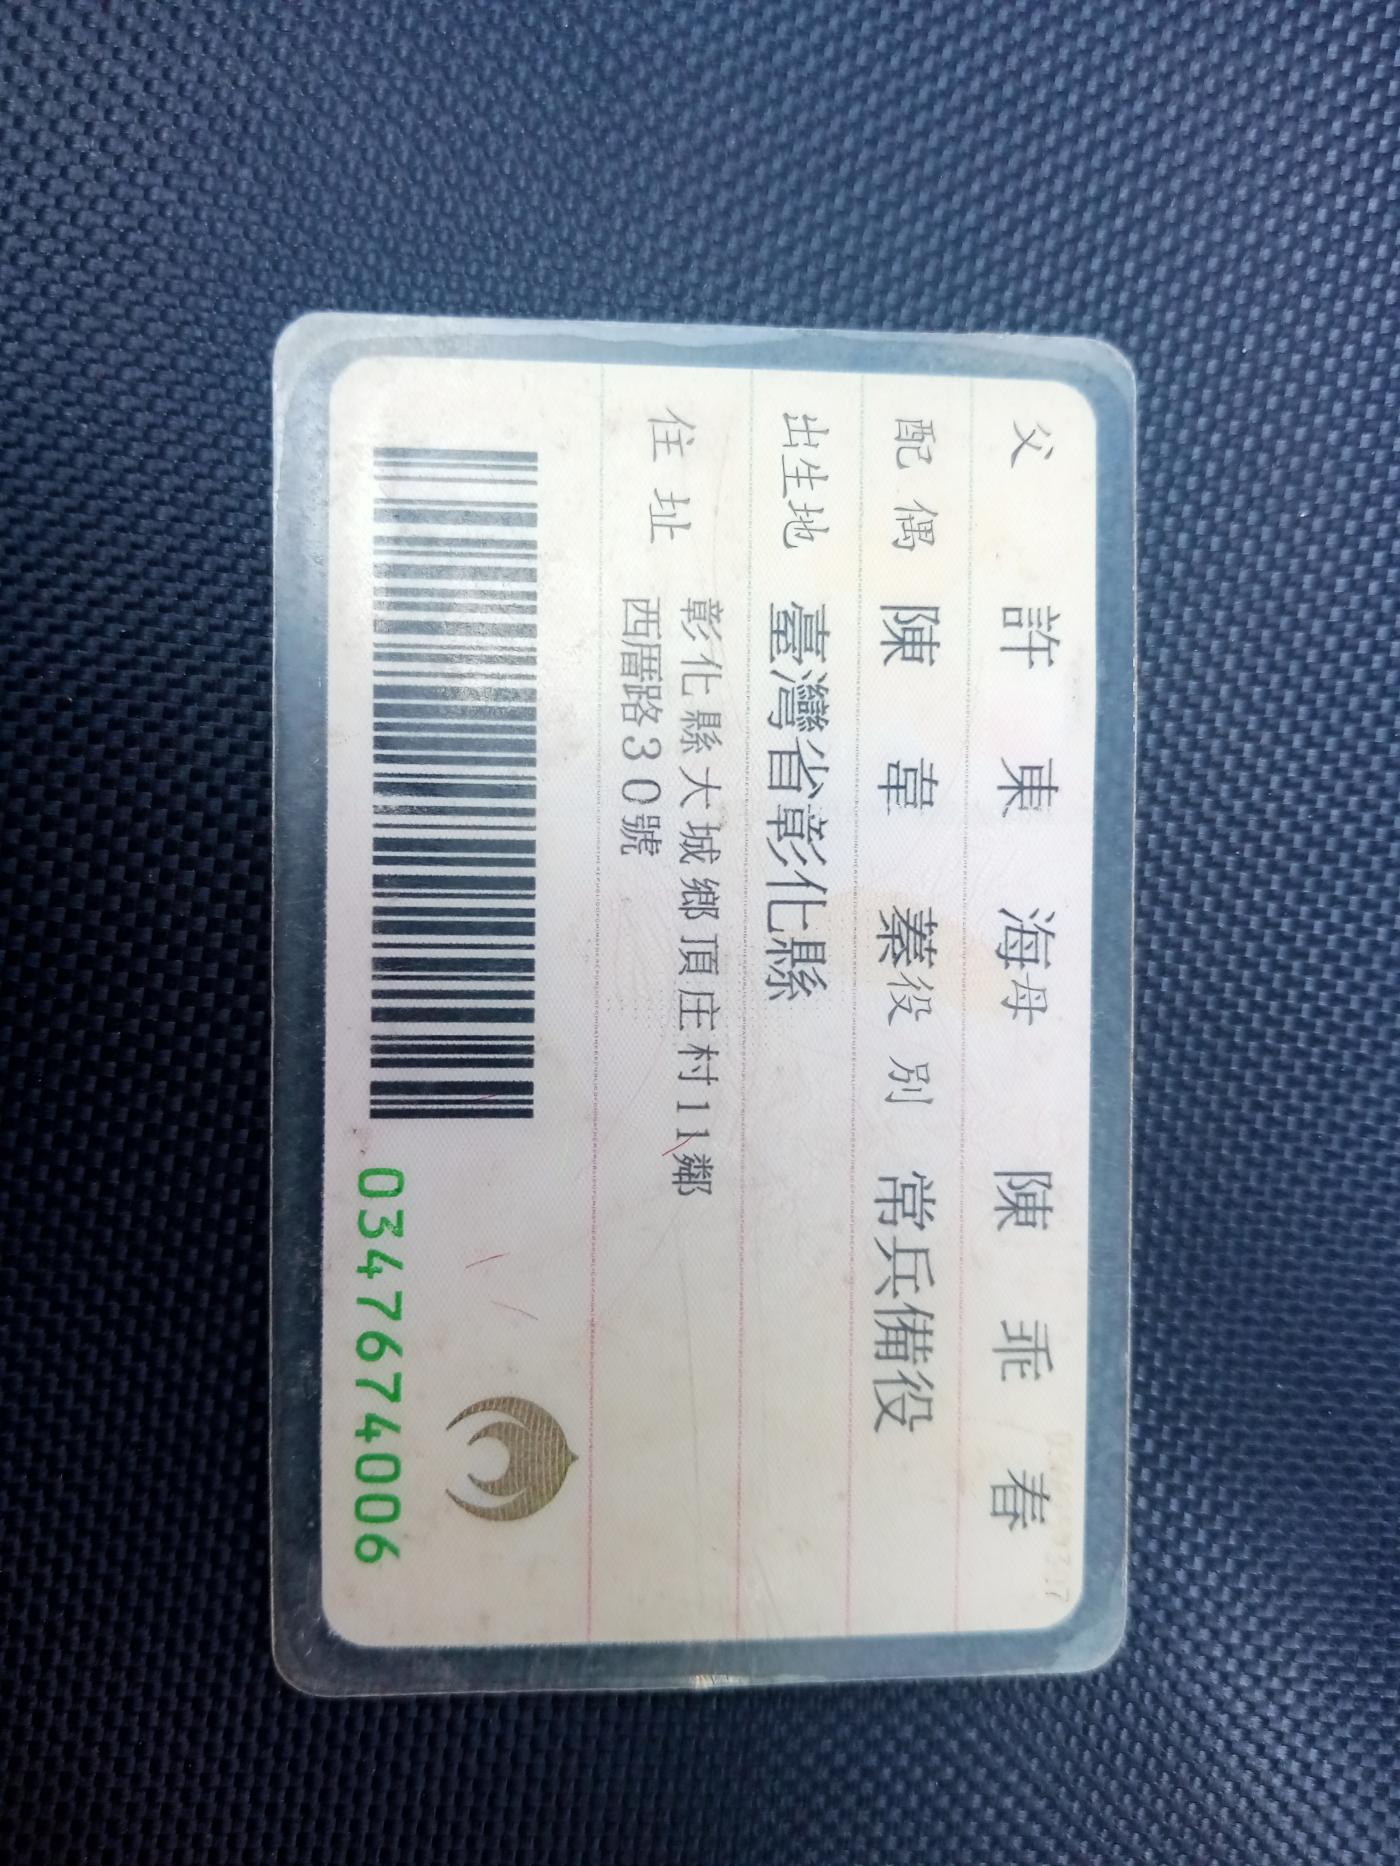 父 許東海 母 陳乖春
配偶 陳韋蓁 役別 常兵備役
出生地 臺灣省彰化縣
住址 彰化縣大城鄉頂庄村11鄰
西厝路30號
0347674006